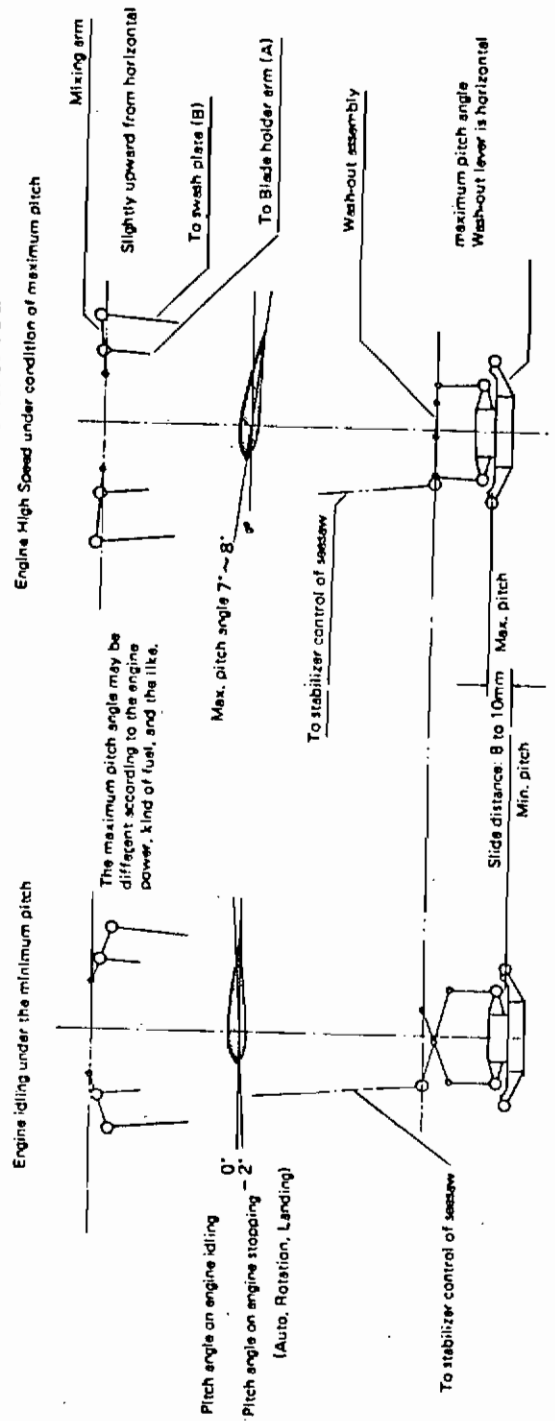 Engine idling under the minimum pitch
The maximum pitch angle may be
different according to the engine
power, kind of fuel, and the like.
Pitch angle on engine idling
0°
Pitch angle on engine stopping -2°
(Auto, Rotation, Landing)
To stabilizer control of seesaw
Slide distance: 8 to 10mm
Min. pitch
Max. pitch
Engine High Speed under condition of maximum pitch
Mixing arm
Slightly upward from horizontal
To swash plate (B)
To Blade holder arm (A)
Max. pitch angle 7° ~ 8°
To stabilizer control of seesaw
Wash-out assembly
maximum pitch angle
Wash-out lever is horizontal